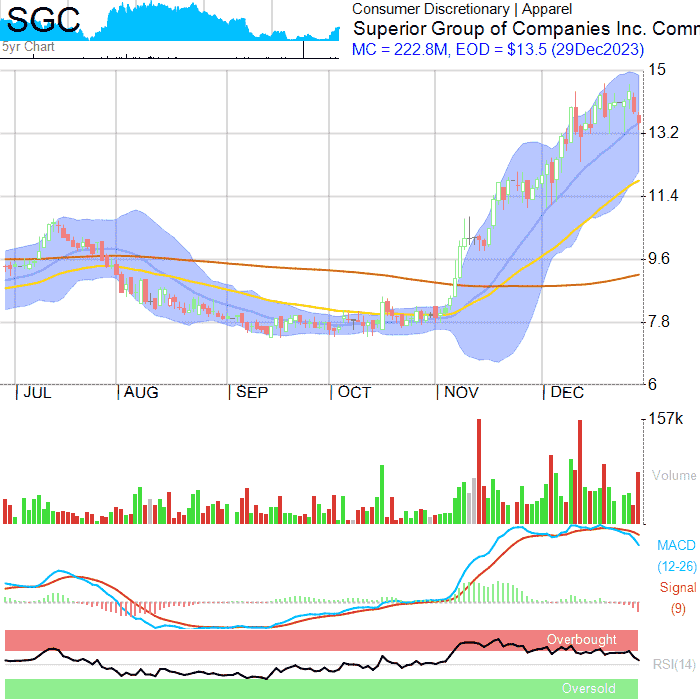 SGC
5yr Chart
Consumer Discretionary | Apparel
Superior Group of Companies Inc. Comm
MC = 222.8M, EOD = $13.5 (29Dec2023)
15
13.2
11.4
9.6
7.8
6
JUL AUG SEP OCT NOV DEC
157k
Volume
MACD
(12-26)
Signal
(9)
Overbought
RSI(14)
Oversold